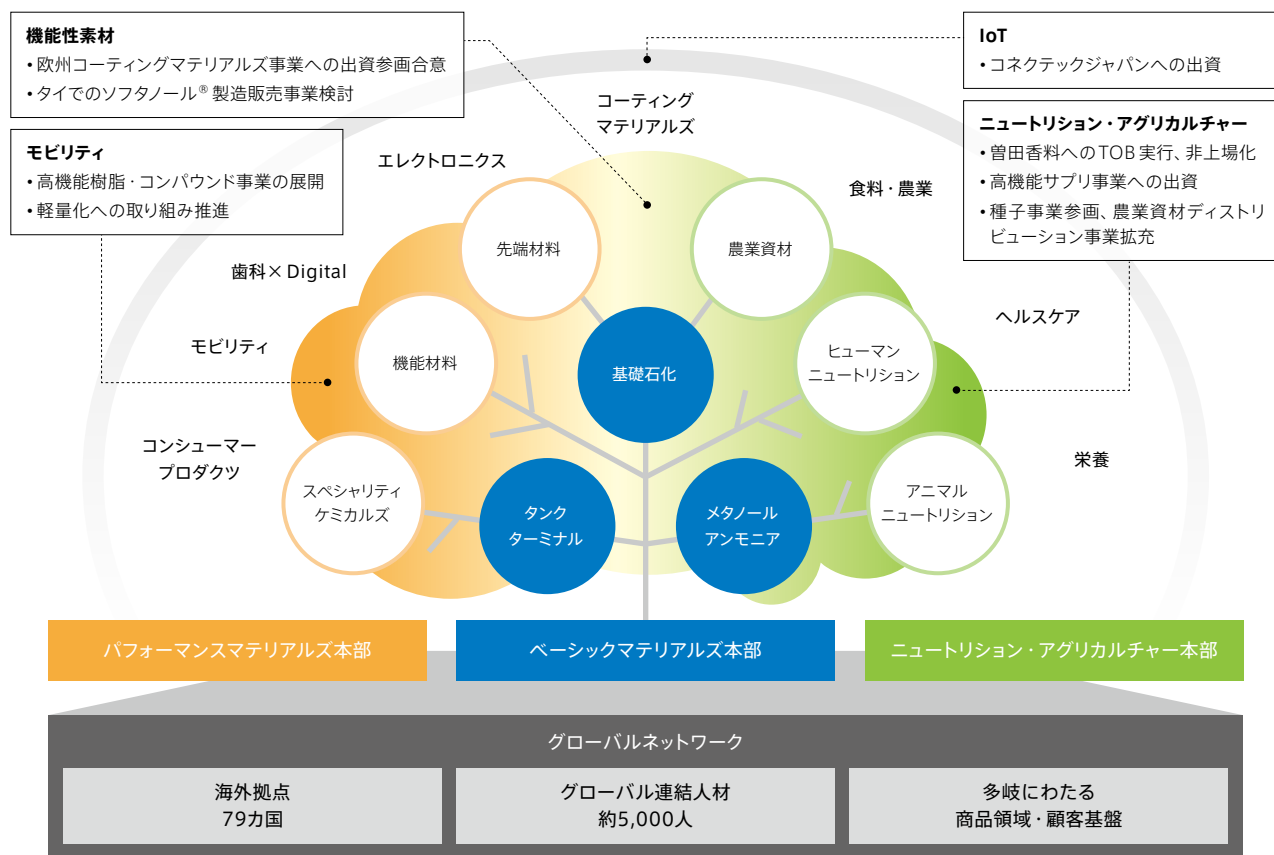 機能性素材
•欧州コーティングマテリアルズ事業への出資参画合意
•タイでのソフタノール® 製造販売事業検討
IoT
•コネクテックジャパンへの出資
モビリティ
•高機能樹脂・コンパウンド事業の展開
•軽量化への取り組み推進
ニュートリション・アグリカルチャー
•曽田香料へのTOB実行、非上場化
•高機能サプリ事業への出資
•種子事業参画、農業資材ディストリ
ビューション事業拡充
コーティング
マテリアルズ
エレクトロニクス
食料・農業
歯科×Digital
ヘルスケア
モビリティ
コンシューマー
プロダクツ
栄養
先端材料
農業資材
機能材料
基礎石化
ヒューマン
ニュートリション
スペシャリティ
ケミカルズ
タンク
ターミナル
メタノール
アンモニア
アニマル
ニュートリション
パフォーマンスマテリアルズ本部
ベーシックマテリアルズ本部
ニュートリション・アグリカルチャー本部
グローバルネットワーク
海外拠点
79カ国
グローバル連結人材
約5,000人
多岐にわたる
商品領域・顧客基盤